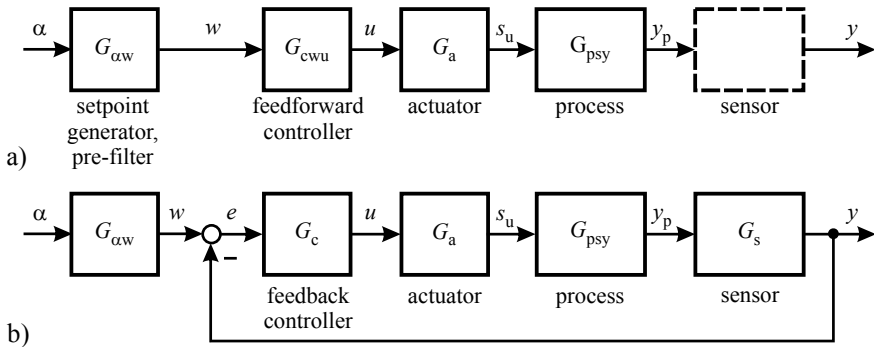 α w u s_u y_p y
G_αw G_cwu G_a G_psy
setpoint feedforward actuator process sensor
generator, controller
pre-filter
a)
α w e u s_u y_p y
G_αw G_c G_a G_psy G_s
–
feedback actuator process sensor
controller
b)